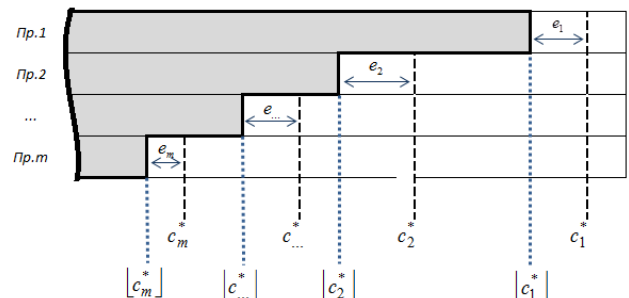 Пр.1 e₁
Пр.2 e₂
... e...
Пр.m eₘ
c*ₘ c*... c*₂ c*₁
⌊c*ₘ⌋ ⌊c*...⌋ ⌊c*₂⌋ ⌊c*₁⌋